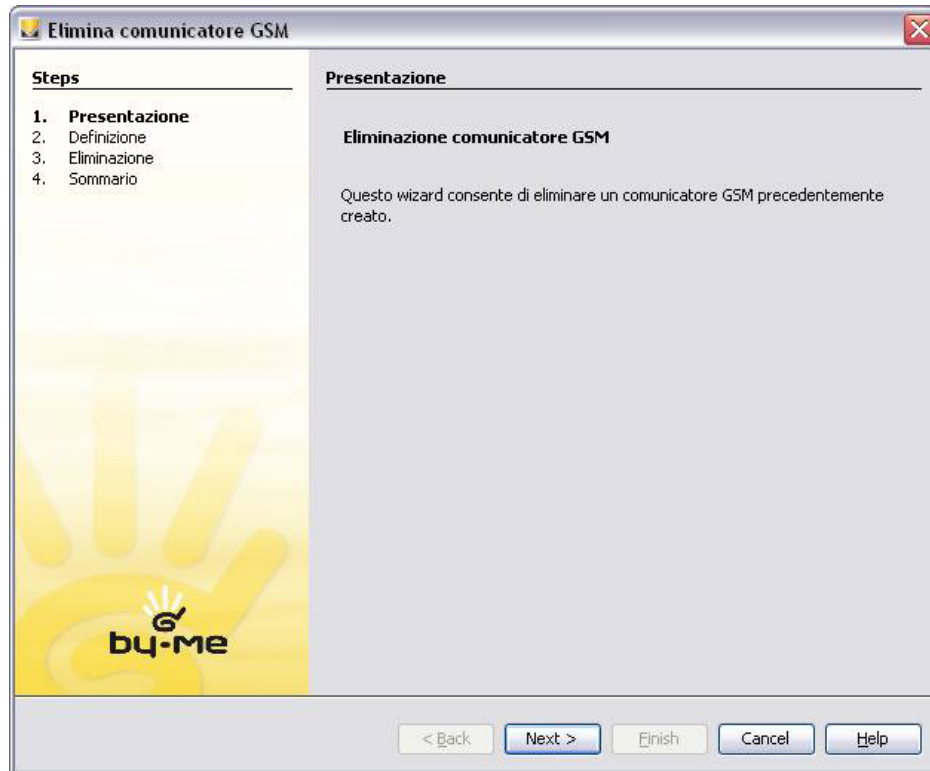 Elimina comunicatore GSM
Steps
1. Presentazione
2. Definizione
3. Eliminazione
4. Sommario
by-me
Presentazione
Eliminazione comunicatore GSM
Questo wizard consente di eliminare un comunicatore GSM precedentemente
creato.
< Back Next > Finish Cancel Help